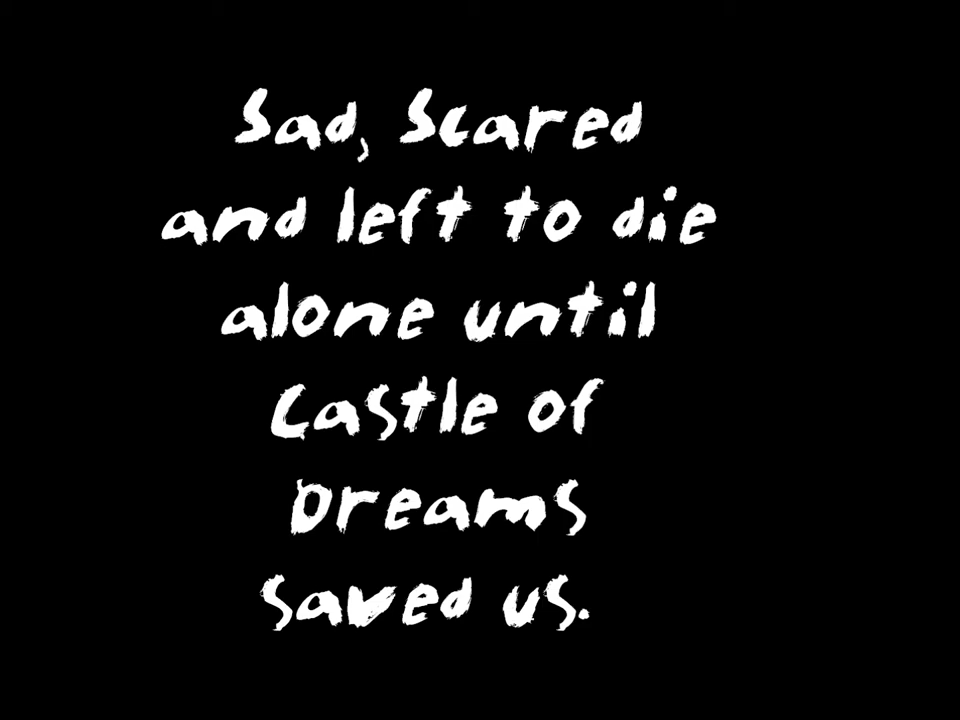 Sad, Scared
and left to die
alone until
Castle of
Dreams
saved us.